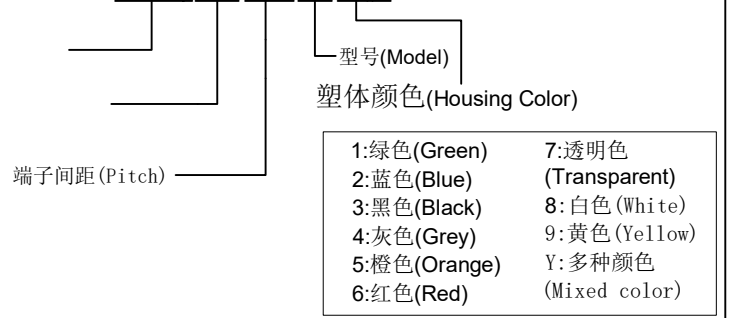 型号(Model)
塑体颜色(Housing Color)
端子间距(Pitch)
1:绿色(Green)
2:蓝色(Blue)
3:黑色(Black)
4:灰色(Grey)
5:橙色(Orange)
6:红色(Red)
7:透明色
(Transparent)
8:白色(White)
9:黄色(Yellow)
Y:多种颜色
(Mixed color)